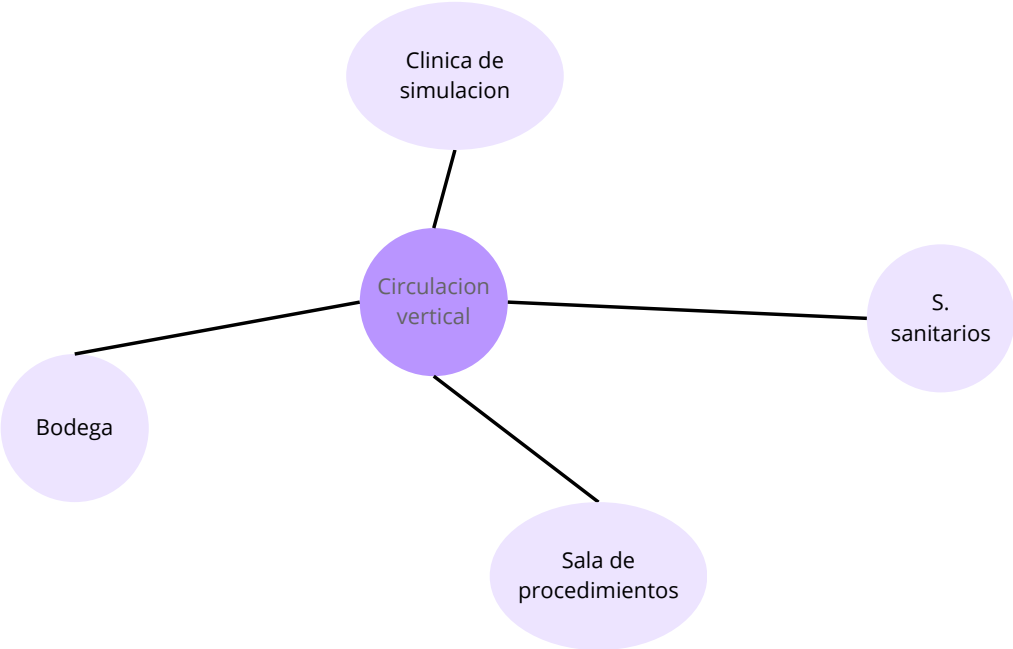 Clinica de
simulacion
Circulacion
vertical
S.
sanitarios
Bodega
Sala de
procedimientos